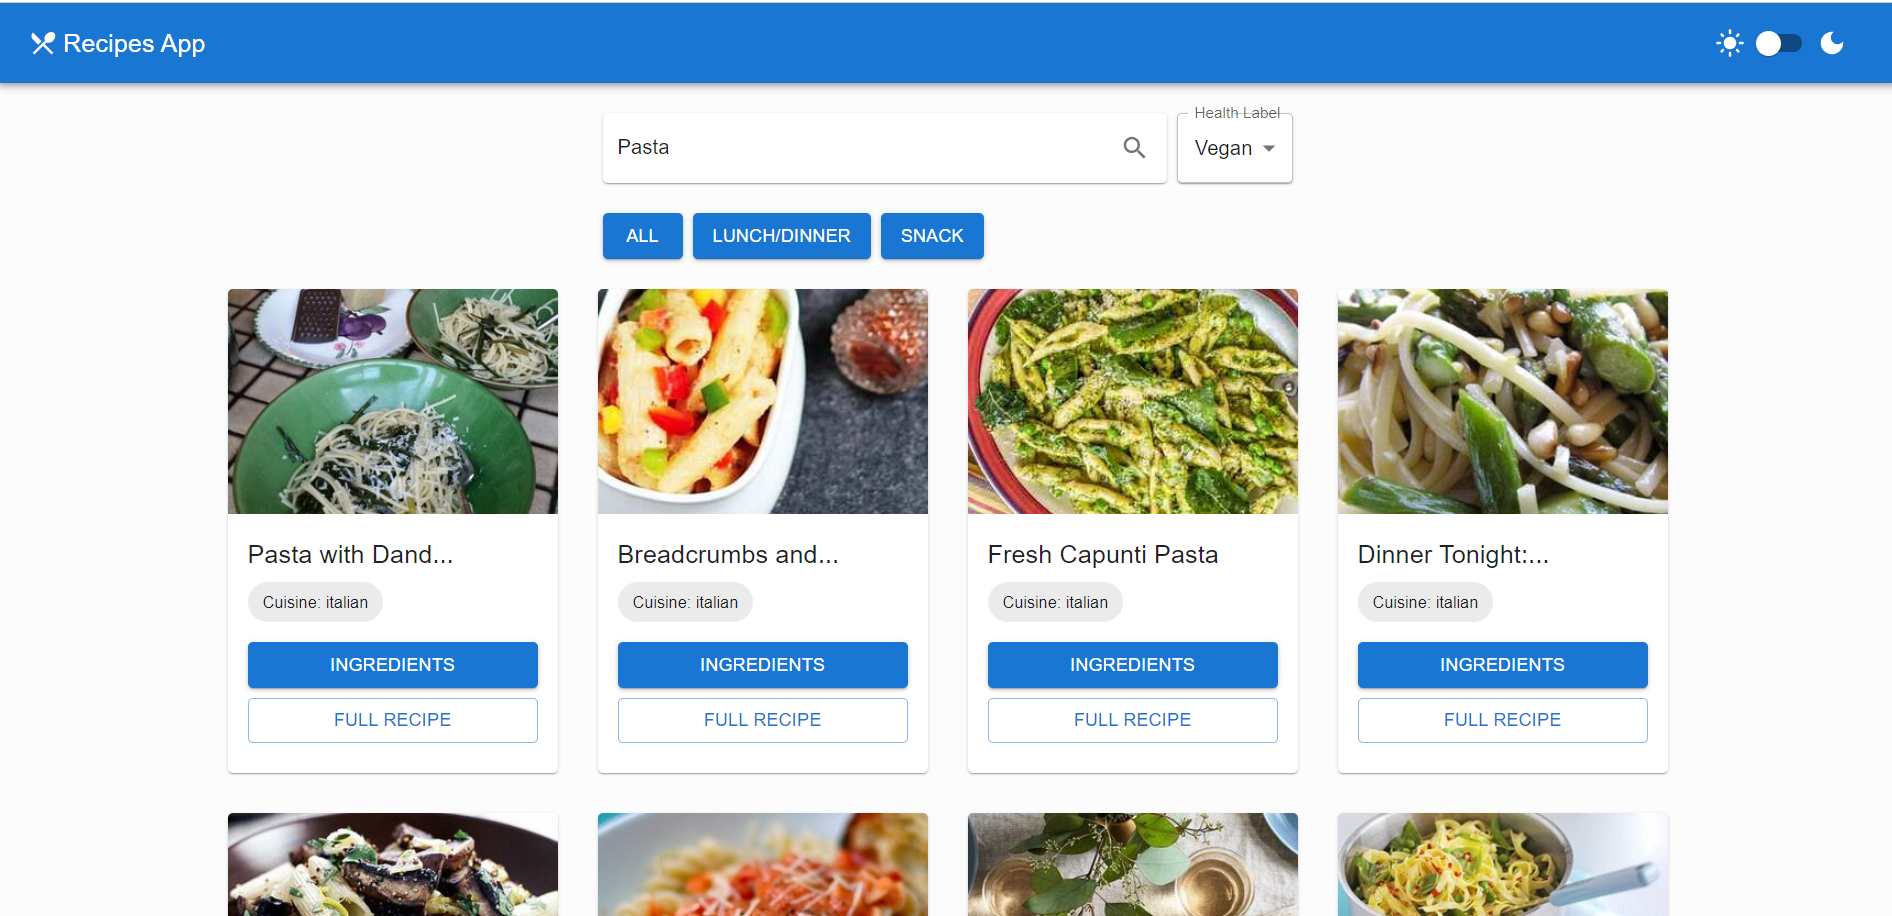 Recipes App
Health Label
Pasta
Vegan
ALL
LUNCH/DINNER
SNACK
Pasta with Dand...
Cuisine: italian
INGREDIENTS
FULL RECIPE
Breadcrumbs and...
Cuisine: italian
INGREDIENTS
FULL RECIPE
Fresh Capunti Pasta
Cuisine: italian
INGREDIENTS
FULL RECIPE
Dinner Tonight:...
Cuisine: italian
INGREDIENTS
FULL RECIPE